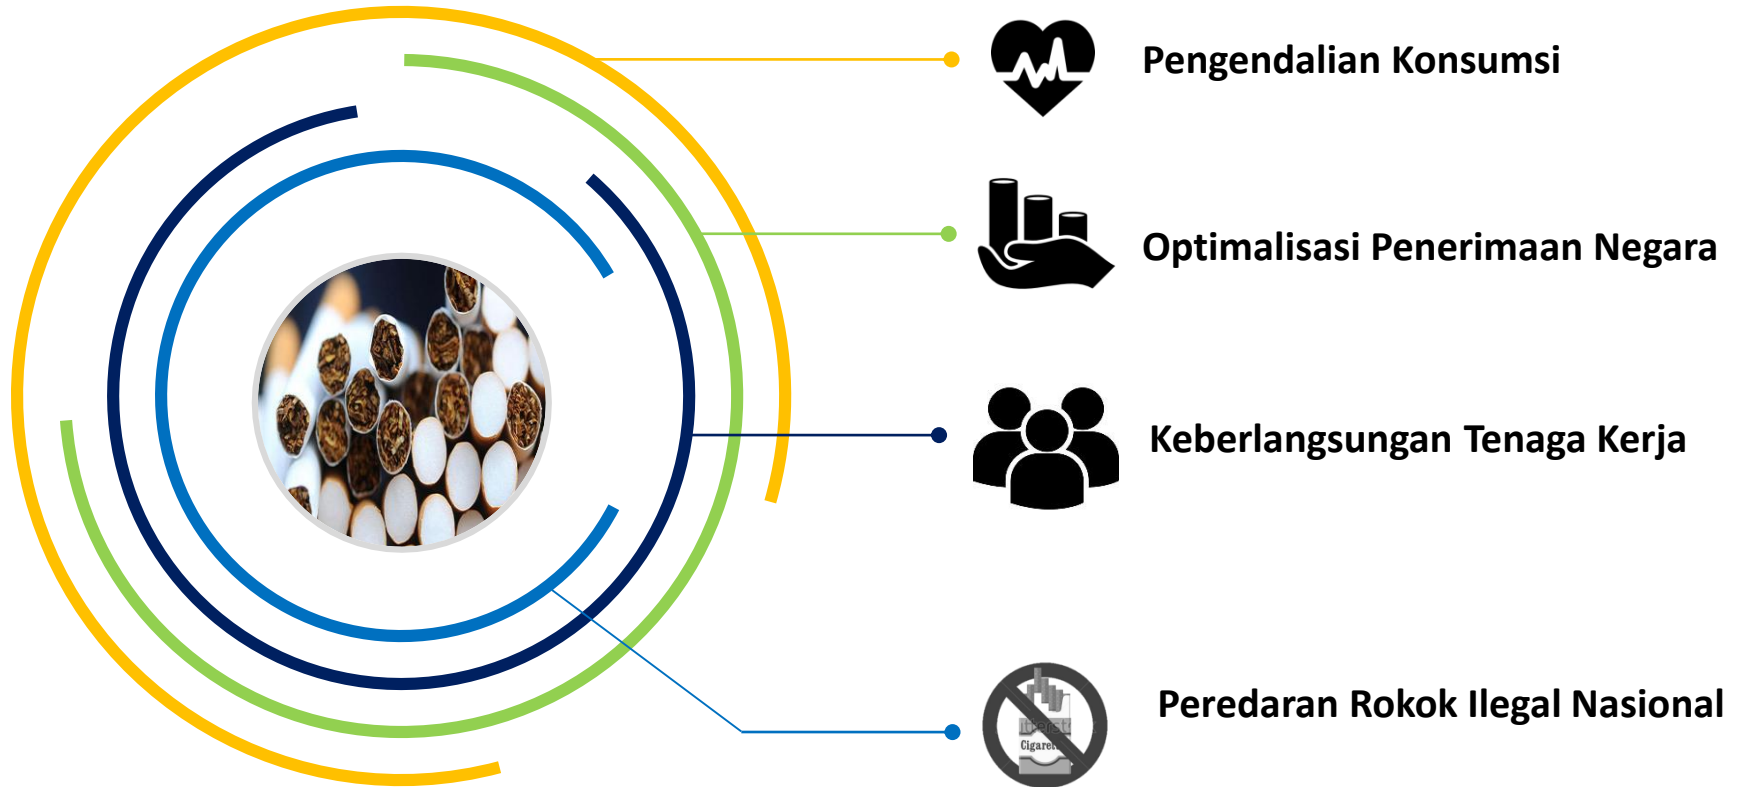 Pengendalian Konsumsi
Optimalisasi Penerimaan Negara
Keberlangsungan Tenaga Kerja
Peredaran Rokok Ilegal Nasional